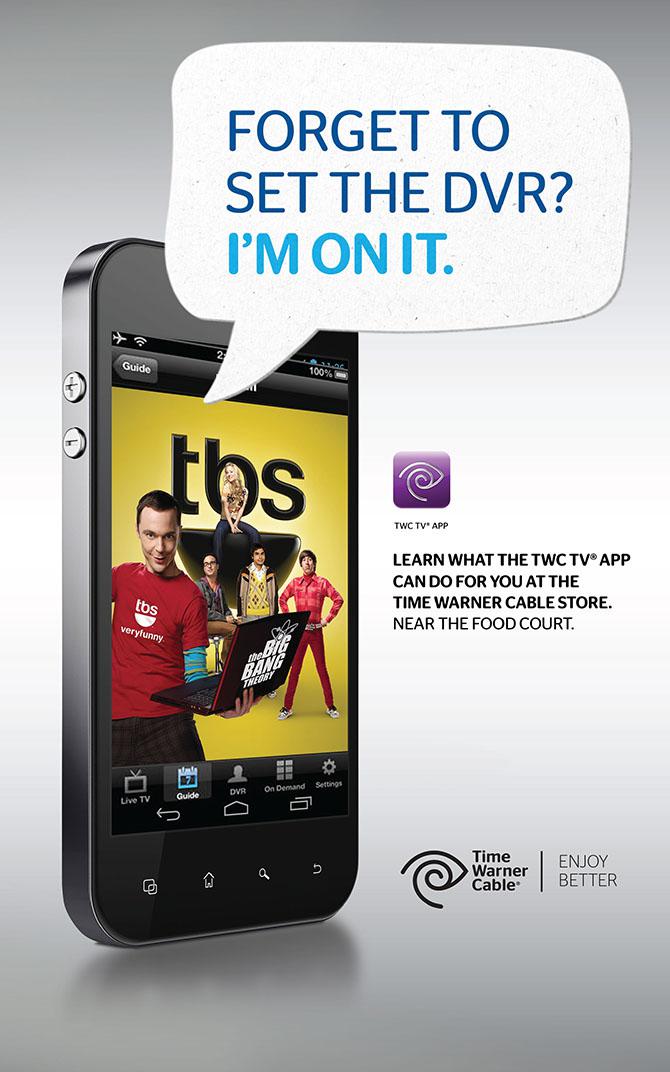 FORGET TO
SET THE DVR?
I'M ON IT.
Guide
100%
tbs
tbs
veryfunny.
the BIG
BANG
THEORY
Live TV
7
Guide
DVR
On Demand
Settings
TWC TV® APP
LEARN WHAT THE TWC TV® APP
CAN DO FOR YOU AT THE
TIME WARNER CABLE STORE.
NEAR THE FOOD COURT.
Time
Warner
Cable®
ENJOY
BETTER